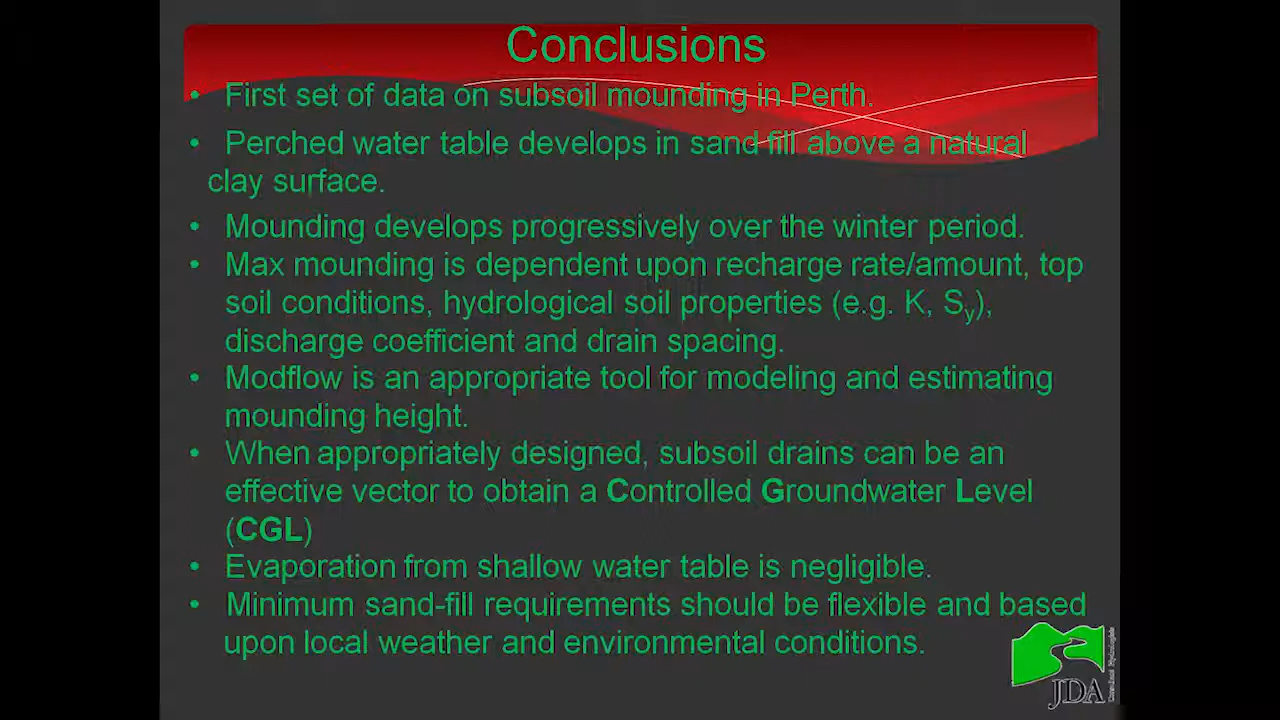 Conclusions
• First set of data on subsoil mounding in Perth.
• Perched water table develops in sand fill above a natural
clay surface.
• Mounding develops progressively over the winter period.
• Max mounding is dependent upon recharge rate/amount, top
soil conditions, hydrological soil properties (e.g. K, Sy),
discharge coefficient and drain spacing.
• Modflow is an appropriate tool for modeling and estimating
mounding height.
• When appropriately designed, subsoil drains can be an
effective vector to obtain a Controlled Groundwater Level
(CGL)
• Evaporation from shallow water table is negligible.
• Minimum sand-fill requirements should be flexible and based
upon local weather and environmental conditions.
JDA
Consultant Hydrologists